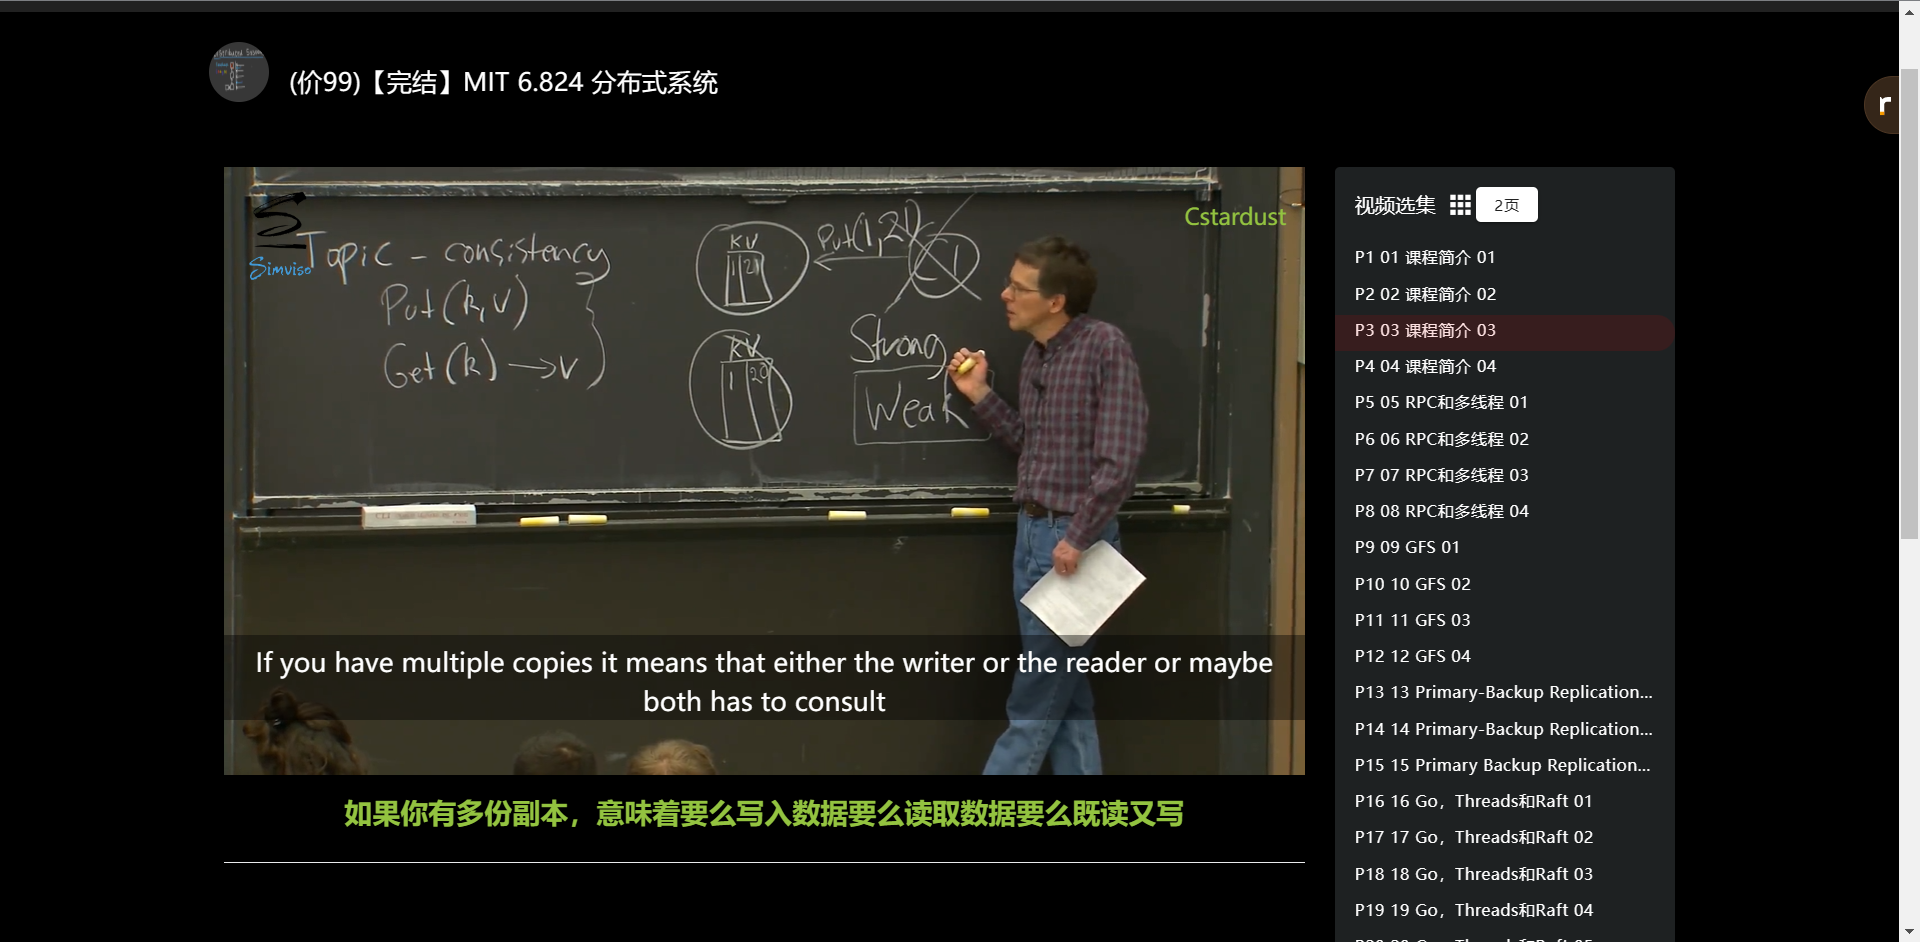 (价99)【完结】MIT 6.824 分布式系统
r
Simviso
Cstardust
Topic - consistency
Put(k,v)
Get(k) → v
KV
1 21
Put(1,21)
C1
KV
1 20
Strong
Weak
If you have multiple copies it means that either the writer or the reader or maybe
both has to consult
如果你有多份副本，意味着要么写入数据要么读取数据要么既读又写
视频选集 2页
P1 01 课程简介 01
P2 02 课程简介 02
P3 03 课程简介 03
P4 04 课程简介 04
P5 05 RPC和多线程 01
P6 06 RPC和多线程 02
P7 07 RPC和多线程 03
P8 08 RPC和多线程 04
P9 09 GFS 01
P10 10 GFS 02
P11 11 GFS 03
P12 12 GFS 04
P13 13 Primary-Backup Replication...
P14 14 Primary-Backup Replication...
P15 15 Primary Backup Replication...
P16 16 Go，Threads和Raft 01
P17 17 Go，Threads和Raft 02
P18 18 Go，Threads和Raft 03
P19 19 Go，Threads和Raft 04